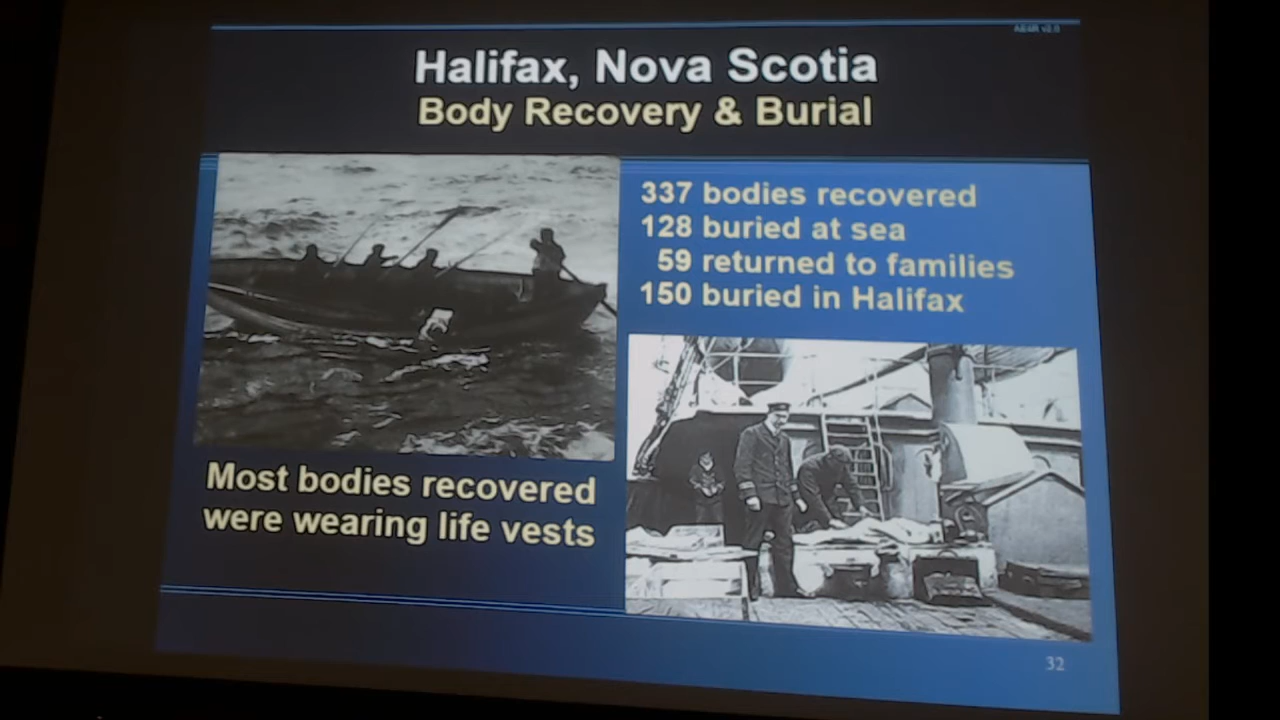 Halifax, Nova Scotia
Body Recovery & Burial
337 bodies recovered
128 buried at sea
59 returned to families
150 buried in Halifax
Most bodies recovered
were wearing life vests
32